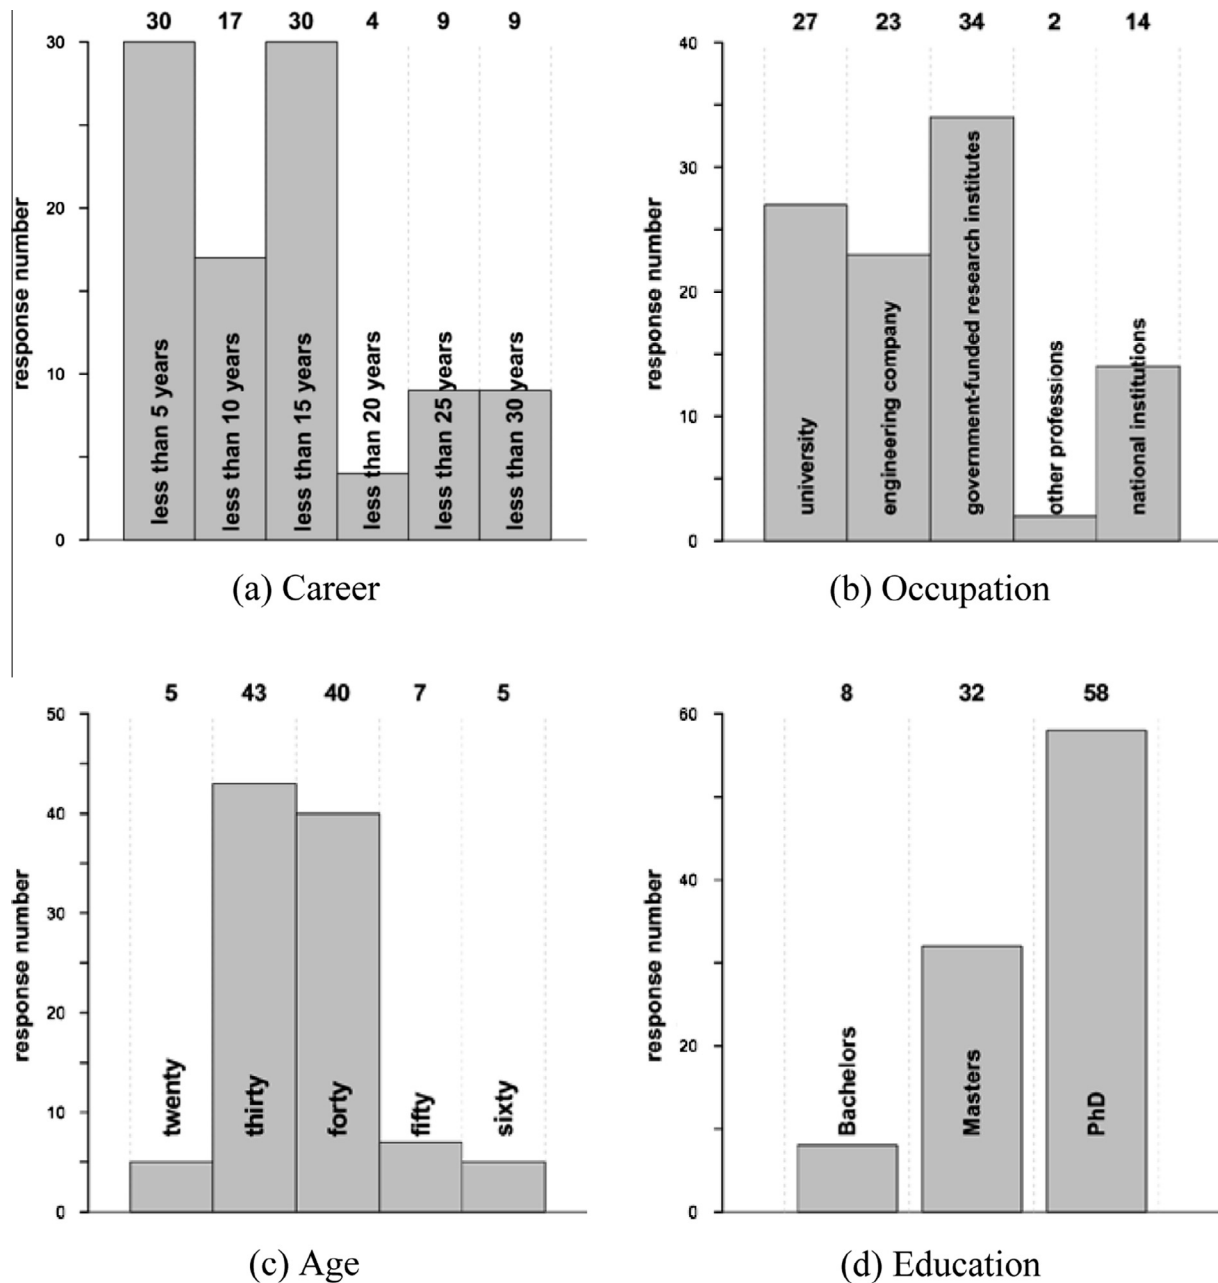 30 17 30 4 9 9
response number
30
20
10
0
less than 5 years
less than 10 years
less than 15 years
less than 20 years
less than 25 years
less than 30 years
(a) Career
27 23 34 2 14
response number
40
30
20
10
0
university
engineering company
government-funded research institutes
other professions
national institutions
(b) Occupation
5 43 40 7 5
response number
50
40
30
20
10
0
twenty
thirty
forty
fifty
sixty
(c) Age
8 32 58
response number
60
40
20
0
Bachelors
Masters
PhD
(d) Education